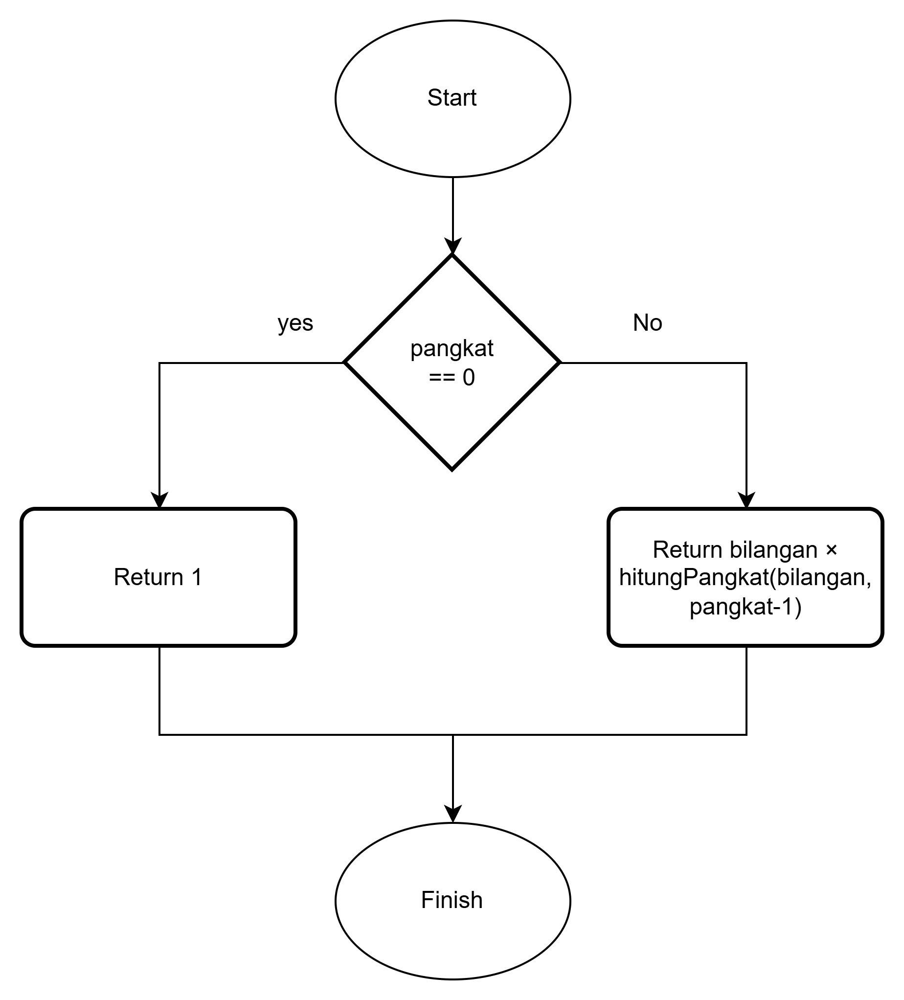 Start
yes
No
pangkat
== 0
Return 1
Return bilangan ×
hitungPangkat(bilangan,
pangkat-1)
Finish